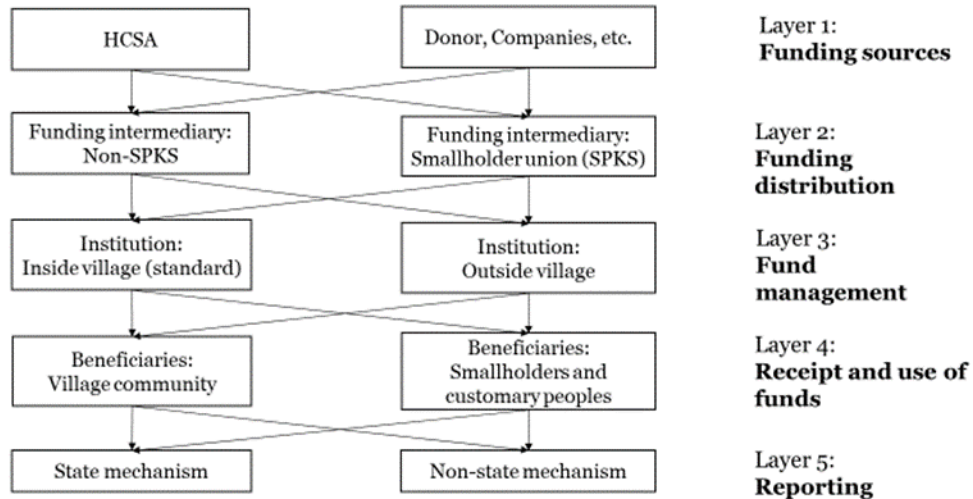 HCSA
Donor, Companies, etc.
Layer 1:
Funding sources
Funding intermediary:
Non-SPKS
Funding intermediary:
Smallholder union (SPKS)
Layer 2:
Funding
distribution
Institution:
Inside village (standard)
Institution:
Outside village
Layer 3:
Fund
management
Beneficiaries:
Village community
Beneficiaries:
Smallholders and
customary peoples
Layer 4:
Receipt and use of
funds
State mechanism
Non-state mechanism
Layer 5:
Reporting